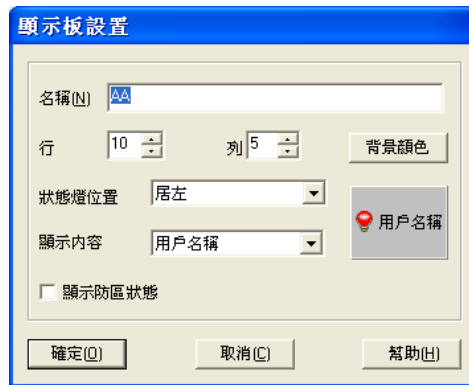 顯示板設置
名稱(N) AA
行 10 列 5 背景顏色
狀態燈位置 居左
用戶名稱
顯示內容 用戶名稱
顯示防區狀態
確定(O) 取消(C) 幫助(H)